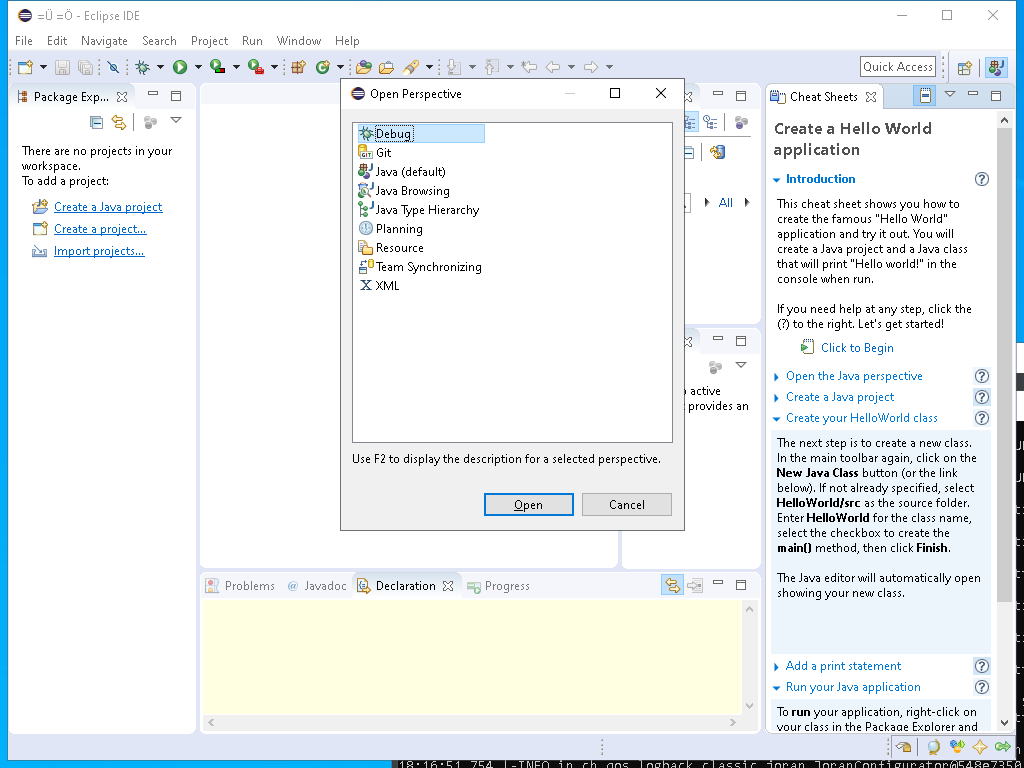 =Ü =Ö - Eclipse IDE
File Edit Navigate Search Project Run Window Help
Quick Access
Package Exp...
There are no projects in your
workspace.
To add a project:
Create a Java project
Create a project...
Import projects...
Open Perspective
Debug
Git
Java (default)
Java Browsing
Java Type Hierarchy
Planning
Resource
Team Synchronizing
XML
Use F2 to display the description for a selected perspective.
Open
Cancel
All
active
provides an
Problems
@ Javadoc
Declaration
Progress
Cheat Sheets
Create a Hello World
application
Introduction
This cheat sheet shows you how to
create the famous "Hello World"
application and try it out. You will
create a Java project and a Java class
that will print "Hello world!" in the
console when run.
If you need help at any step, click the
(?) to the right. Let's get started!
Click to Begin
Open the Java perspective
Create a Java project
Create your HelloWorld class
The next step is to create a new class.
In the main toolbar again, click on the
New Java Class button (or the link
below). If not already specified, select
HelloWorld/src as the source folder.
Enter HelloWorld for the class name,
select the checkbox to create the
main() method, then click Finish.
The Java editor will automatically open
showing your new class.
Add a print statement
Run your Java application
To run your application, right-click on
your class in the Package Explorer and
18:16:51,754 |-INFO in ch.qos.logback.classic.joran.JoranConfigurator@548e7350